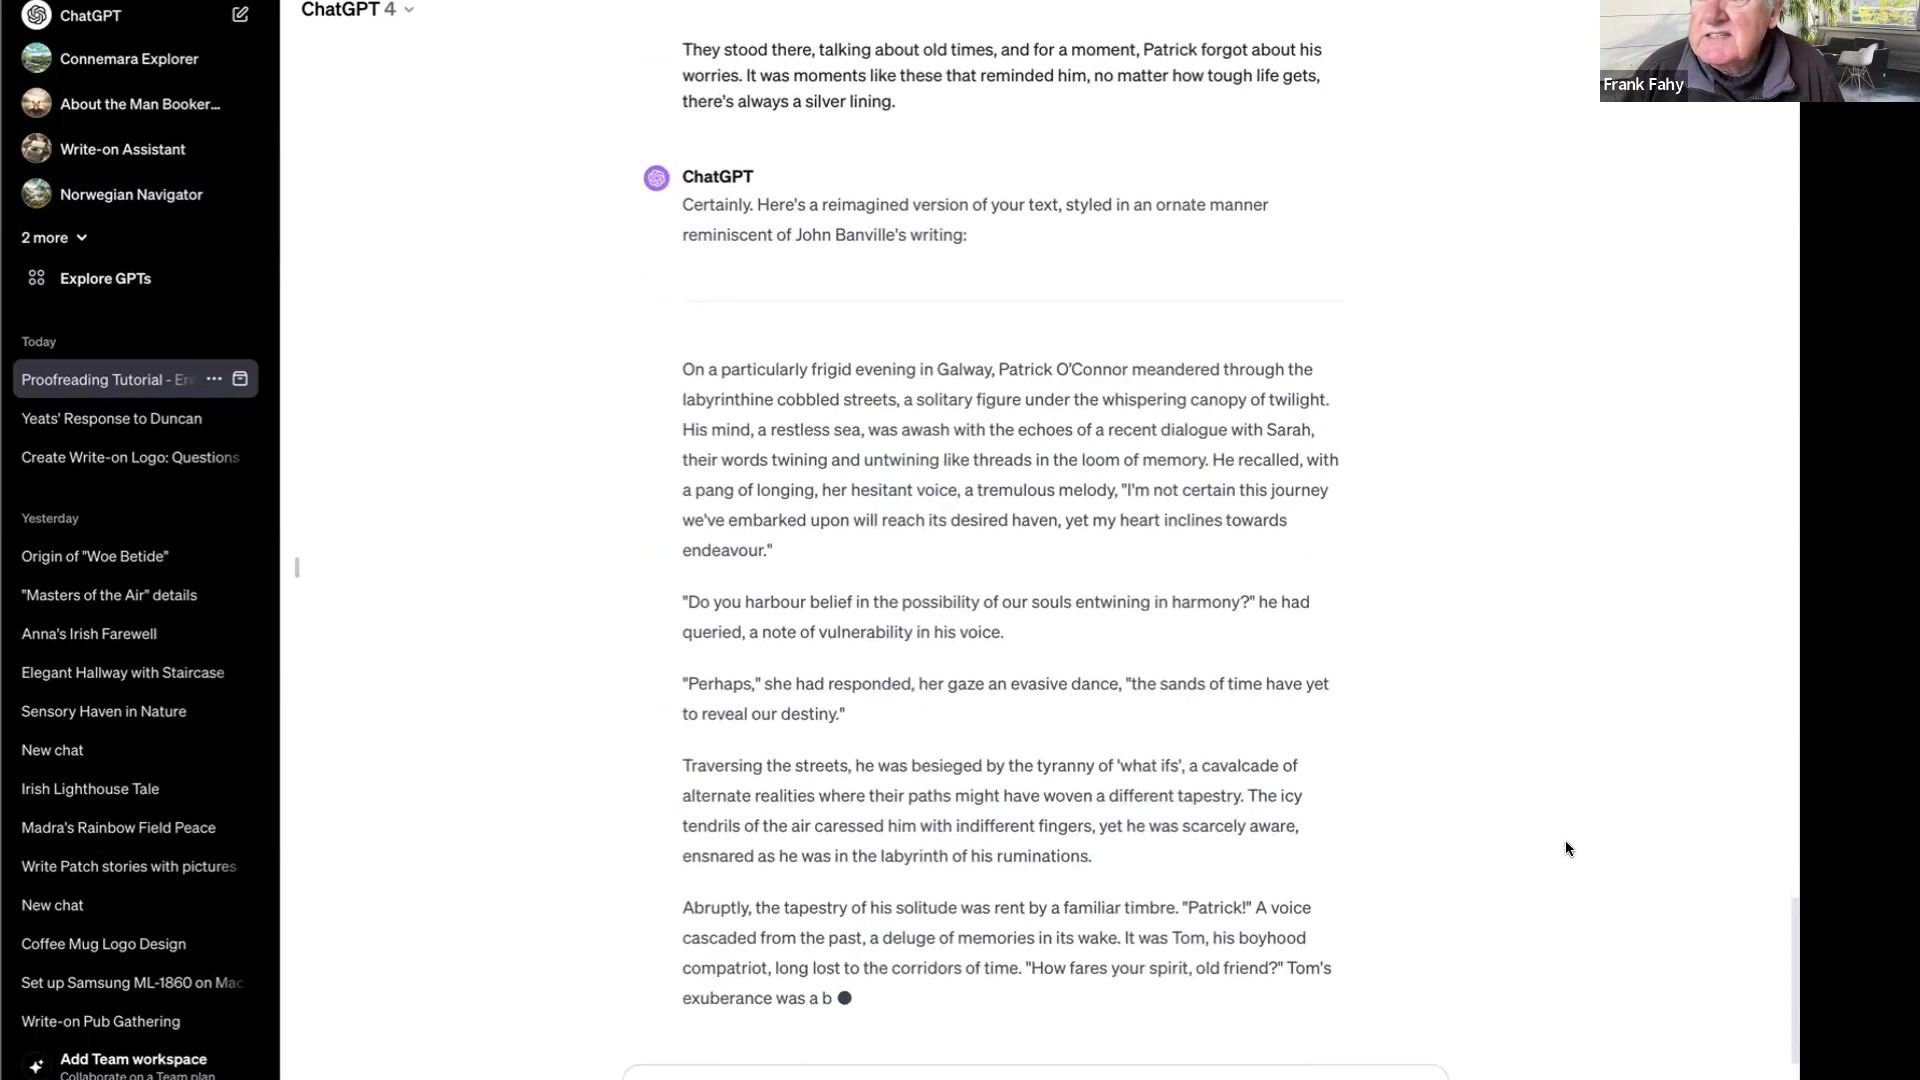 ChatGPT
Connemara Explorer
About the Man Booker...
Write-on Assistant
Norwegian Navigator
2 more
Explore GPTs
Today
Proofreading Tutorial - Er
Yeats' Response to Duncan
Create Write-on Logo: Questions
Yesterday
Origin of "Woe Betide"
"Masters of the Air" details
Anna's Irish Farewell
Elegant Hallway with Staircase
Sensory Haven in Nature
New chat
Irish Lighthouse Tale
Madra's Rainbow Field Peace
Write Patch stories with pictures
New chat
Coffee Mug Logo Design
Set up Samsung ML-1860 on Mac
Write-on Pub Gathering
Add Team workspace
Collaborate on a Team plan
ChatGPT 4
They stood there, talking about old times, and for a moment, Patrick forgot about his
worries. It was moments like these that reminded him, no matter how tough life gets,
there's always a silver lining.
ChatGPT
Certainly. Here's a reimagined version of your text, styled in an ornate manner
reminiscent of John Banville's writing:
On a particularly frigid evening in Galway, Patrick O'Connor meandered through the
labyrinthine cobbled streets, a solitary figure under the whispering canopy of twilight.
His mind, a restless sea, was awash with the echoes of a recent dialogue with Sarah,
their words twining and untwining like threads in the loom of memory. He recalled, with
a pang of longing, her hesitant voice, a tremulous melody, "I'm not certain this journey
we've embarked upon will reach its desired haven, yet my heart inclines towards
endeavour."
"Do you harbour belief in the possibility of our souls entwining in harmony?" he had
queried, a note of vulnerability in his voice.
"Perhaps," she had responded, her gaze an evasive dance, "the sands of time have yet
to reveal our destiny."
Traversing the streets, he was besieged by the tyranny of 'what ifs', a cavalcade of
alternate realities where their paths might have woven a different tapestry. The icy
tendrils of the air caressed him with indifferent fingers, yet he was scarcely aware,
ensnared as he was in the labyrinth of his ruminations.
Abruptly, the tapestry of his solitude was rent by a familiar timbre. "Patrick!" A voice
cascaded from the past, a deluge of memories in its wake. It was Tom, his boyhood
compatriot, long lost to the corridors of time. "How fares your spirit, old friend?" Tom's
exuberance was a b
Frank Fahy